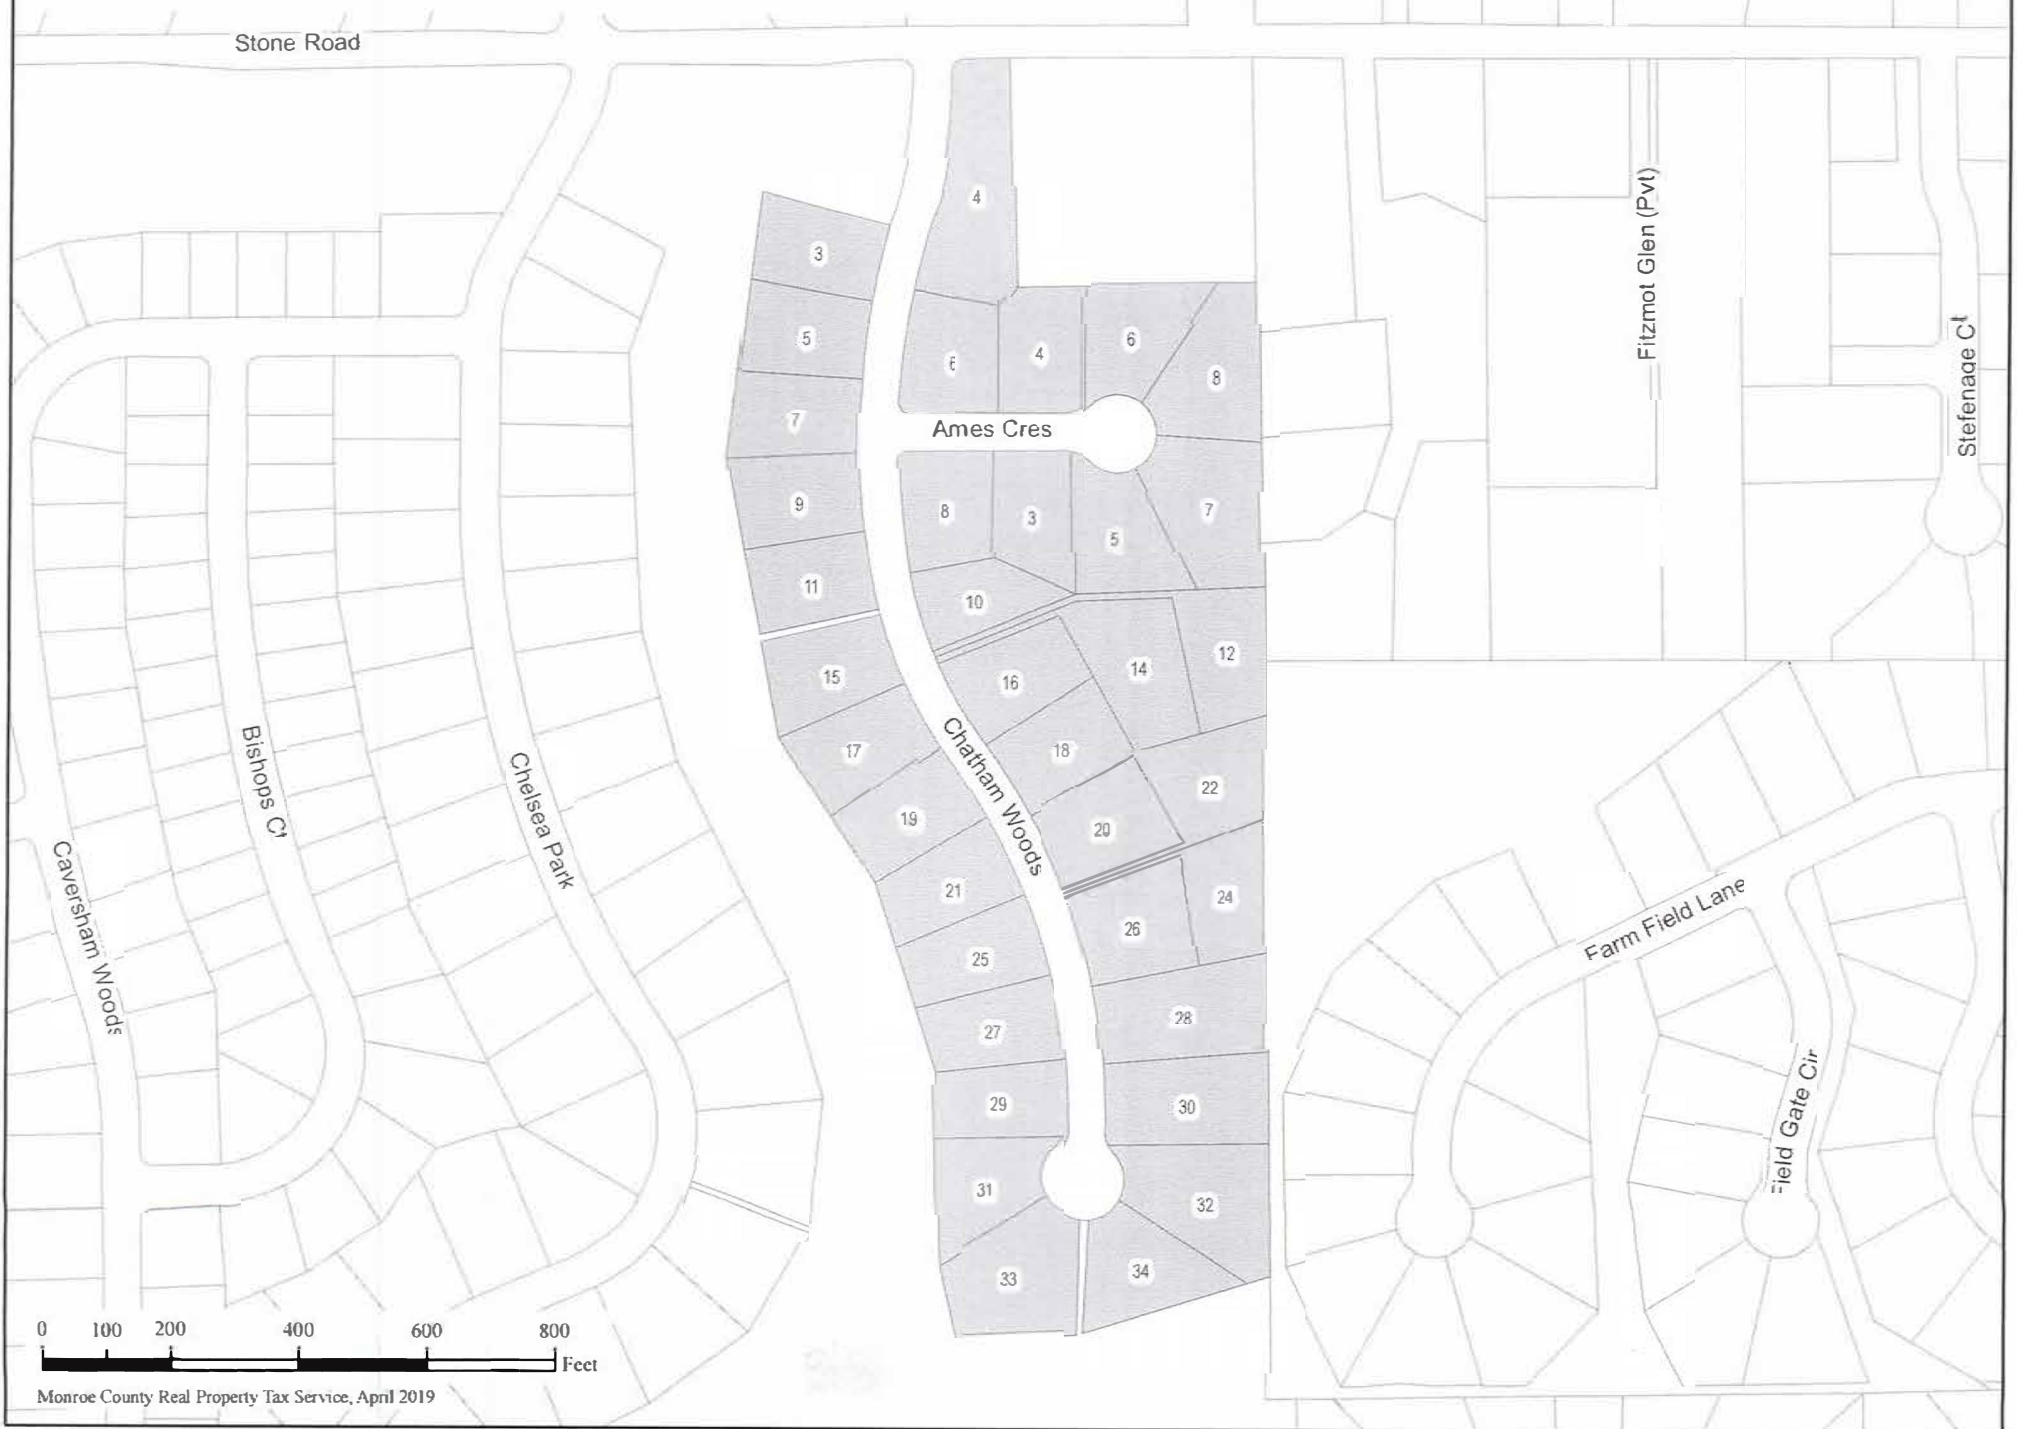 Stone Road
4
3
5
6
4
6
8
7
Ames Cres
9
8
3
5
7
11
10
15
16
14
12
17
18
22
19
20
21
24
26
25
27
28
29
30
31
32
33
34
Chatham Woods
Bishops Ct
Chelsea Park
Caversham Woods
Fitzmot Glen (Pvt)
Stefenage Ct
Farm Field Lane
Field Gate Cir
0 100 200 400 600 800
Feet
Monroe County Real Property Tax Service, April 2019